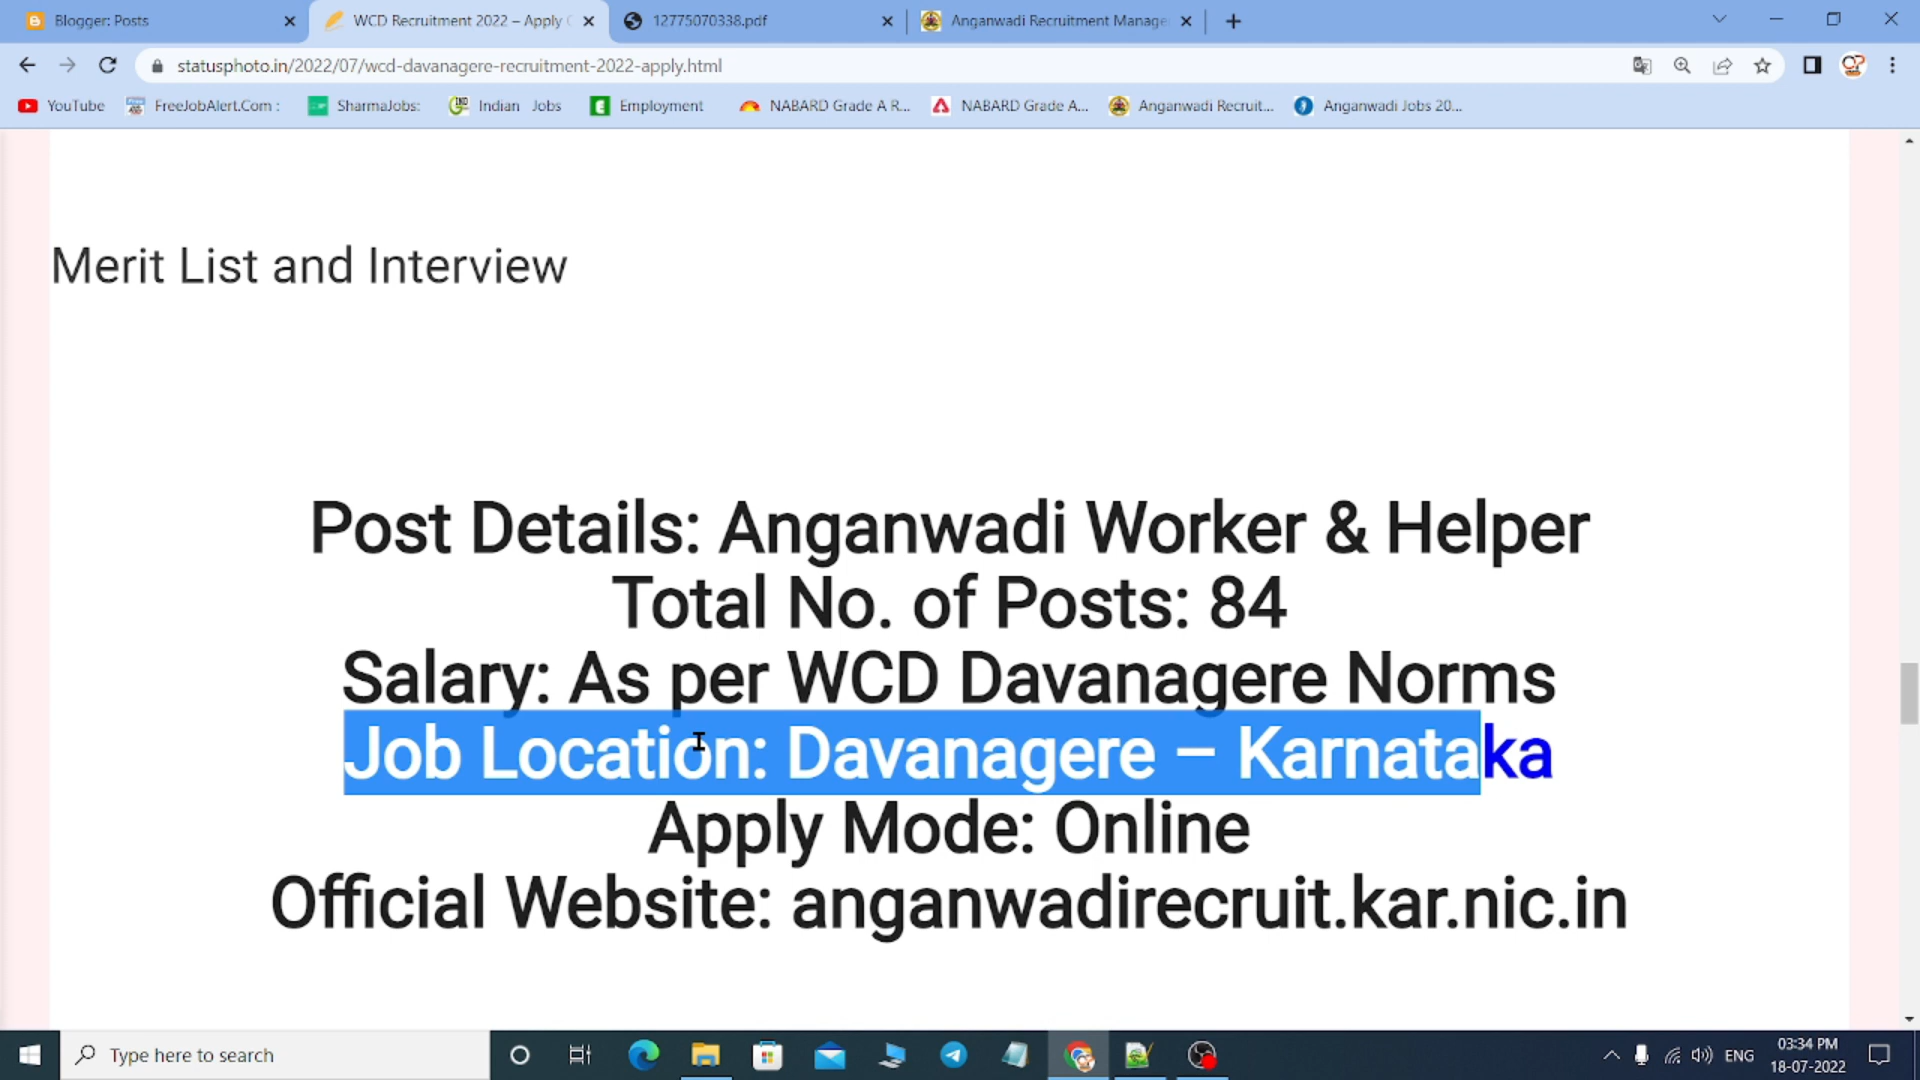 Blogger: Posts
WCD Recruitment 2022 – Apply
12775070338.pdf
Anganwadi Recruitment Manage
statusphoto.in/2022/07/wcd-davanagere-recruitment-2022-apply.html
YouTube
FreeJobAlert.Com :
SharmaJobs:
Indian Jobs
Employment
NABARD Grade A R...
NABARD Grade A...
Anganwadi Recruit...
Anganwadi Jobs 20...
Merit List and Interview
Post Details: Anganwadi Worker & Helper
Total No. of Posts: 84
Salary: As per WCD Davanagere Norms
Job Location: Davanagere – Karnataka
Apply Mode: Online
Official Website: anganwadirecruit.kar.nic.in
Type here to search
ENG
03:34 PM
18-07-2022